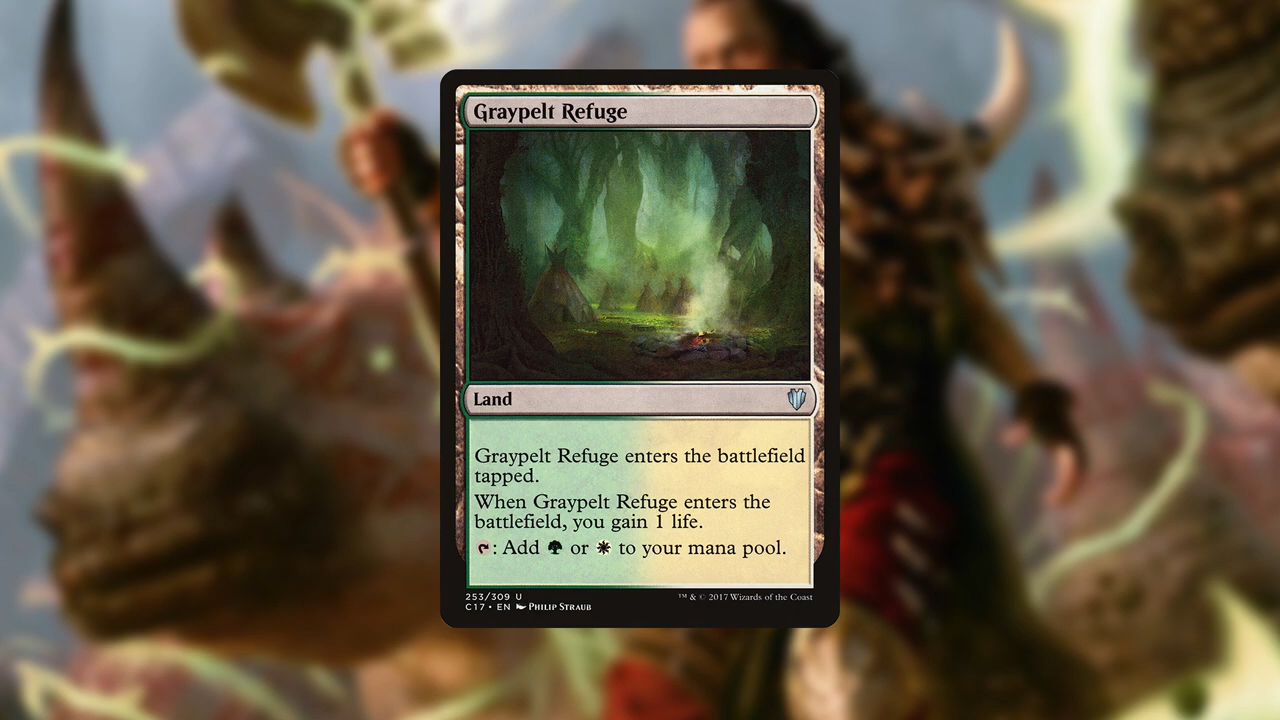 Graypelt Refuge
Land
Graypelt Refuge enters the battlefield
tapped.
When Graypelt Refuge enters the
battlefield, you gain 1 life.
: Add or to your mana pool.
253/309 U
C17 • EN Philip Straub
™ & © 2017 Wizards of the Coast